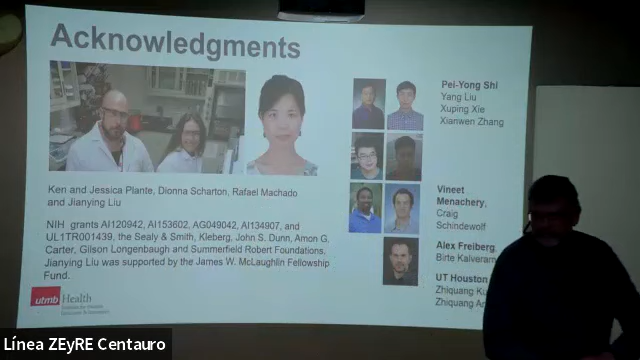 Acknowledgments
Ken and Jessica Plante, Dionna Scharton, Rafael Machado
and Jianying Liu
NIH grants AI120942, AI153602, AG049042, AI134907, and
UL1TR001439, the Sealy & Smith, Kleberg, John S. Dunn, Amon G.
Carter, Gilson Longenbaugh and Summerfield Robert Foundations.
Jianying Liu was supported by the James W. McLaughlin Fellowship
Fund.
utmb Health
Pei-Yong Shi
Yang Liu
Xuping Xie
Xianwen Zhang
Vineet
Menachery,
Craig
Schindewolf
Alex Freiberg,
Birte Kalveram
UT Houston
Zhiquang Ku
Zhiquang
Línea ZEyRE Centauro